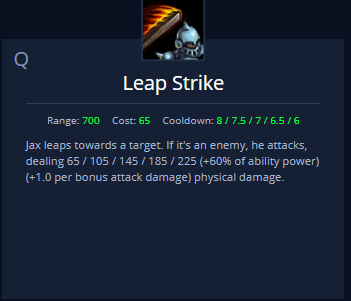 Q
Leap Strike
Range: 700 Cost: 65 Cooldown: 8 / 7.5 / 7 / 6.5 / 6
Jax leaps towards a target. If it's an enemy, he attacks,
dealing 65 / 105 / 145 / 185 / 225 (+60% of ability power)
(+1.0 per bonus attack damage) physical damage.